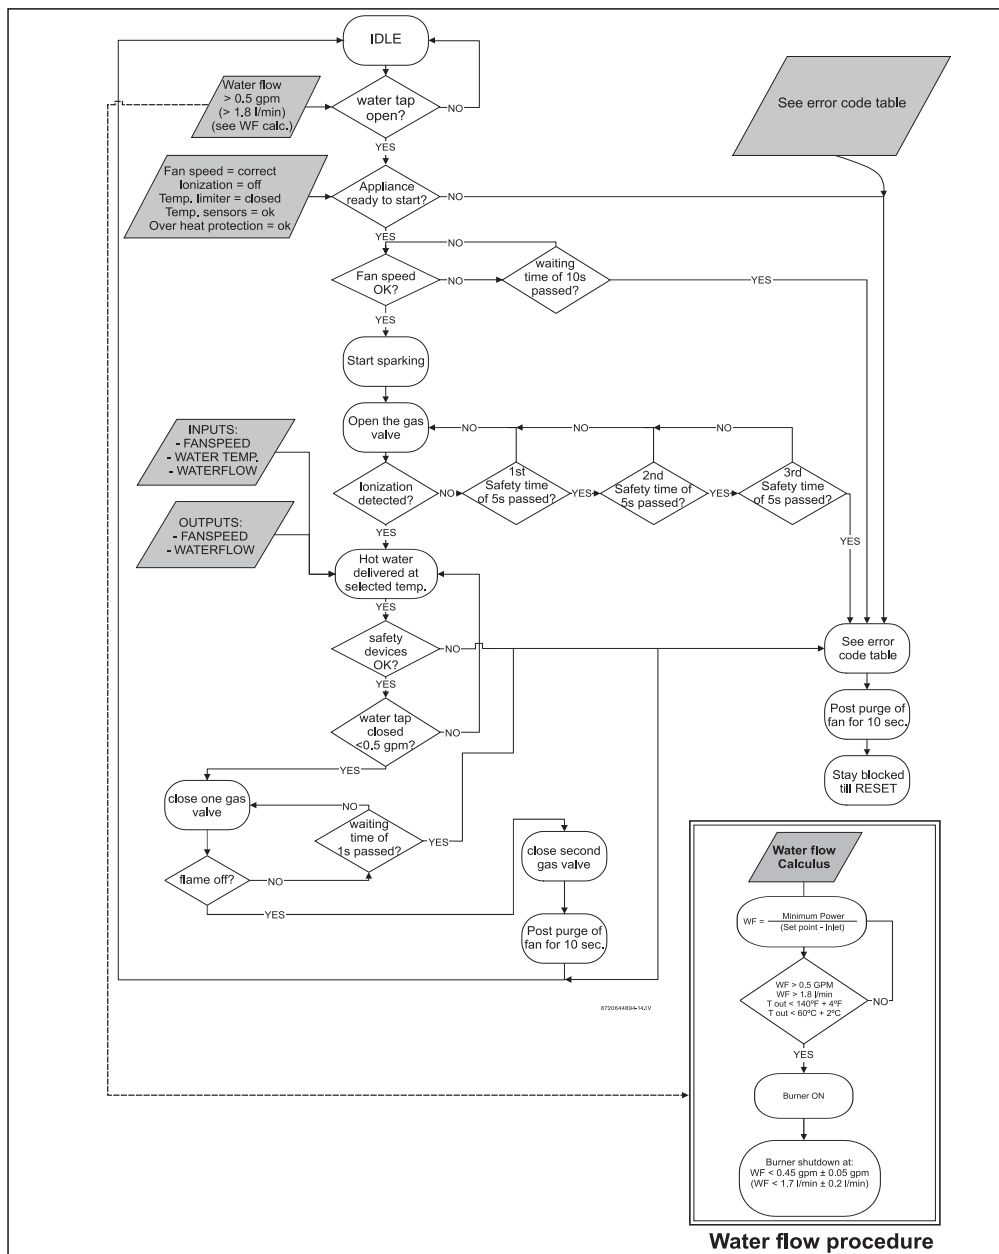 IDLE
Water flow
> 0.5 gpm
(> 1.8 l/min)
(see WF calc.)
water tap
open?
NO
YES
See error code table
Fan speed = correct
Ionization = off
Temp. limiter = closed
Temp. sensors = ok
Over heat protection = ok
Appliance
ready to start?
NO
YES
NO
Fan speed
OK?
NO
waiting
time of 10s
passed?
YES
YES
Start sparking
Open the gas
valve
NO
NO
NO
INPUTS:
- FANSPEED
- WATER TEMP.
- WATERFLOW
Ionization
detected?
NO
1st
Safety time
of 5s passed?
YES
2nd
Safety time of
5s passed?
YES
3rd
Safety time
of 5s passed?
YES
YES
OUTPUTS:
- FANSPEED
- WATERFLOW
Hot water
delivered at
selected temp.
YES
safety
devices
OK?
NO
YES
See error
code table
water tap
closed
<0.5 gpm?
NO
YES
Post purge of
fan for 10 sec.
Stay blocked
till RESET
close one gas
valve
NO
waiting
time of
1s passed?
YES
flame off?
NO
YES
close second
gas valve
Post purge of
fan for 10 sec.
6720644894-14JV
Water flow
Calculus
WF = Minimum Power
(Set point - Inlet)
WF > 0.5 GPM
WF > 1.8 l/min
T out < 140ºF + 4ºF
T out < 60ºC + 2ºC
NO
YES
Burner ON
Burner shutdown at:
WF < 0.45 gpm ± 0.05 gpm
(WF < 1.7 l/min ± 0.2 l/min)
Water flow procedure